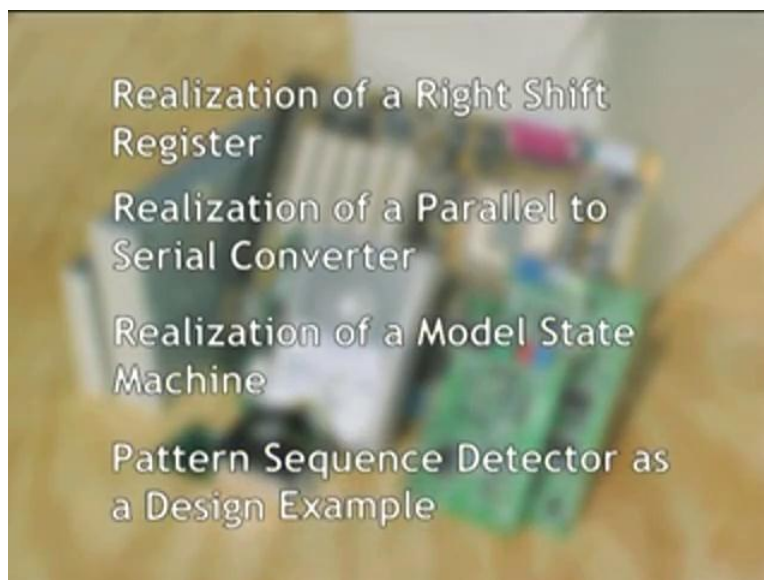 Realization of a Right Shift
Register
Realization of a Parallel to
Serial Converter
Realization of a Model State
Machine
Pattern Sequence Detector as
a Design Example